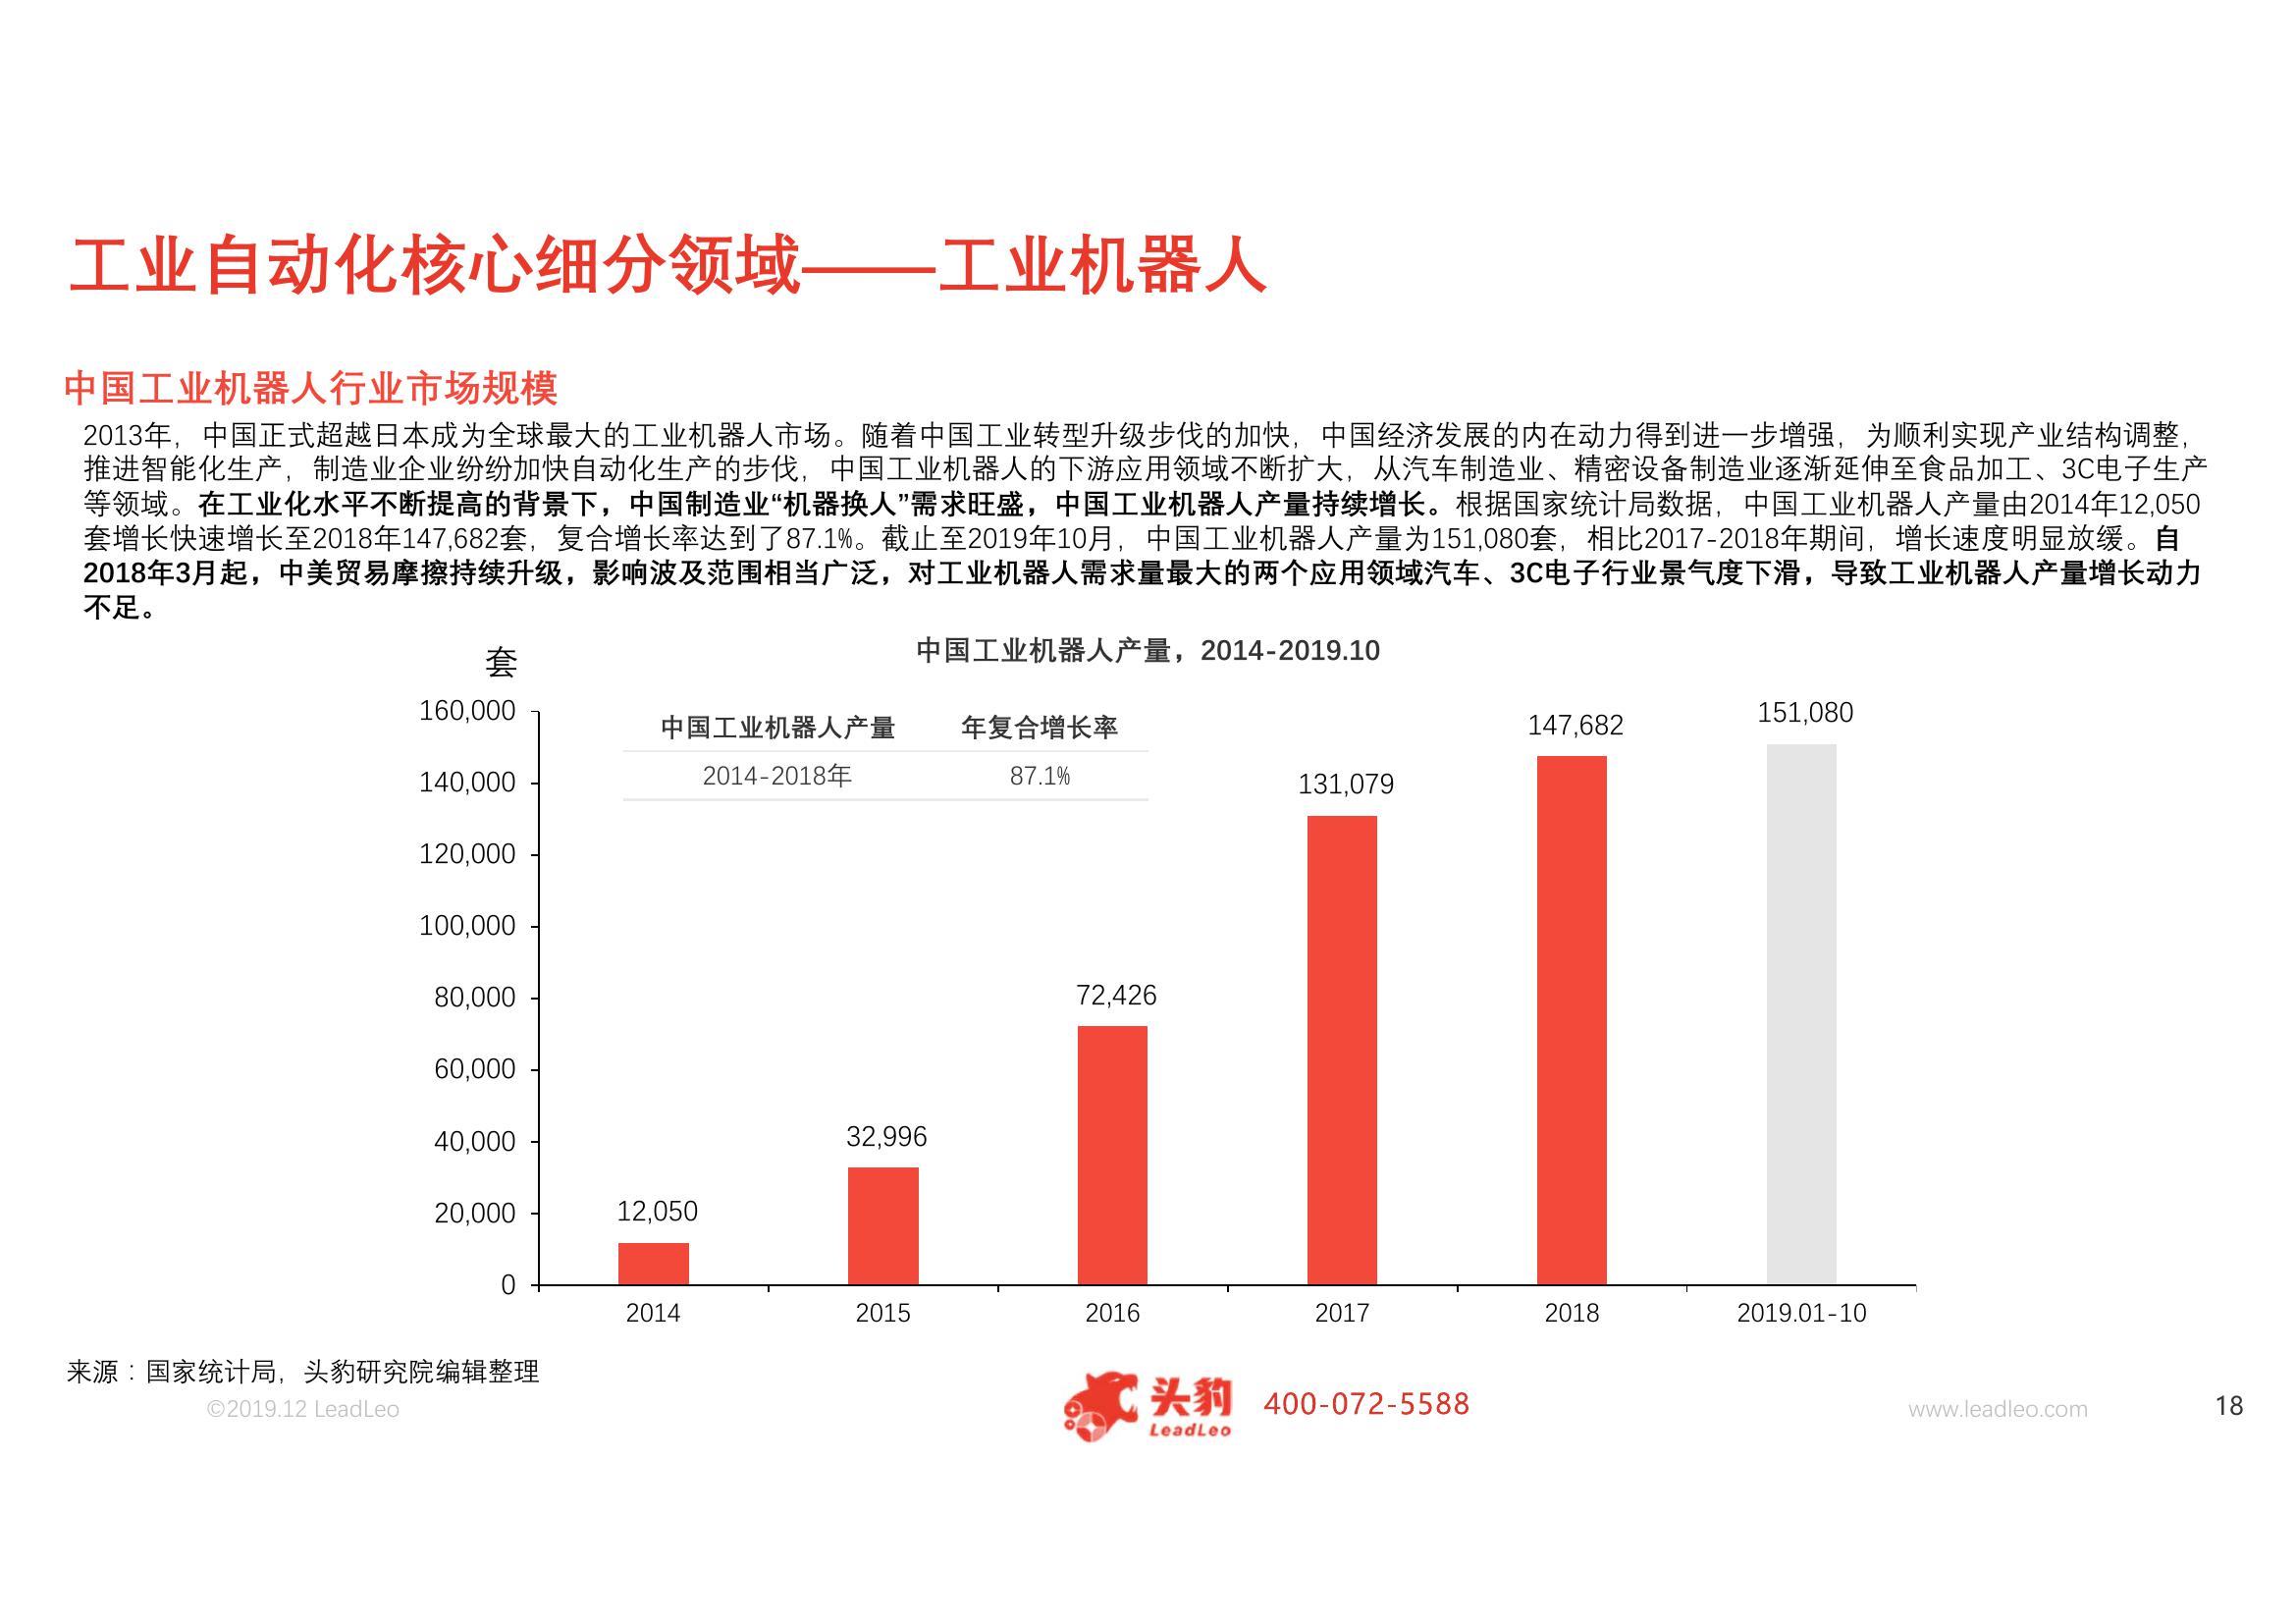 工业自动化核心细分领域——工业机器人
中国工业机器人行业市场规模
2013年，中国正式超越日本成为全球最大的工业机器人市场。随着中国工业转型升级步伐的加快，中国经济发展的内在动力得到进一步增强，为顺利实现产业结构调整，
推进智能化生产，制造业企业纷纷加快自动化生产的步伐，中国工业机器人的下游应用领域不断扩大，从汽车制造业、精密设备制造业逐渐延伸至食品加工、3C电子生产
等领域。在工业化水平不断提高的背景下，中国制造业“机器换人”需求旺盛，中国工业机器人产量持续增长。根据国家统计局数据，中国工业机器人产量由2014年12,050
套增长快速增长至2018年147,682套，复合增长率达到了87.1%。截止至2019年10月，中国工业机器人产量为151,080套，相比2017-2018年期间，增长速度明显放缓。自
2018年3月起，中美贸易摩擦持续升级，影响波及范围相当广泛，对工业机器人需求量最大的两个应用领域汽车、3C电子行业景气度下滑，导致工业机器人产量增长动力
不足。
中国工业机器人产量，2014-2019.10
套
160,000
140,000
120,000
100,000
80,000
60,000
40,000
20,000
0
中国工业机器人产量 年复合增长率
2014-2018年 87.1%
12,050
32,996
72,426
131,079
147,682
151,080
2014 2015 2016 2017 2018 2019.01-10
来源：国家统计局，头豹研究院编辑整理
©2019.12 LeadLeo
头豹
LeadLeo
400-072-5588
www.leadleo.com
18